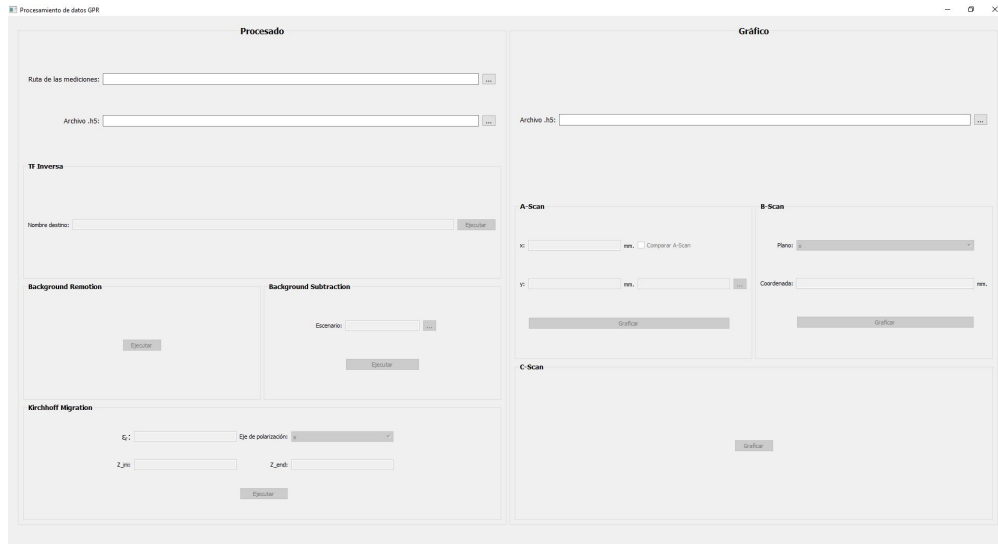 Procesamiento de datos GPR
Procesado
Ruta de las mediciones: ...
Archivo .h5: ...
TF Inversa
Nombre destino: Ejecutar
Background Remotion
Ejecutar
Background Subtraction
Escenario: ...
Ejecutar
Kirchhoff Migration
εᵣ: Eje de polarización: x
Z_ini: Z_end:
Ejecutar
Gráfico
Archivo .h5: ...
A-Scan
x: mm. Comparar A-Scan
y: mm. ...
Graficar
B-Scan
Plano: x
Coordenada: mm.
Graficar
C-Scan
Graficar